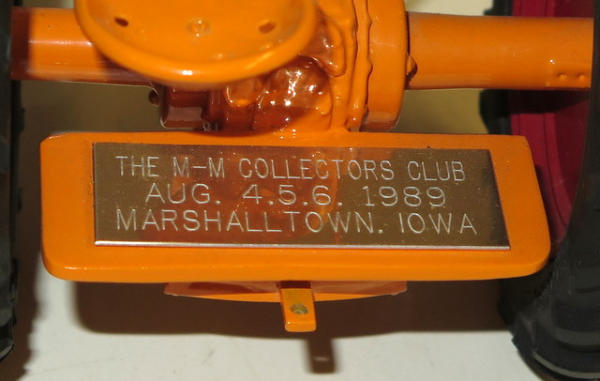 THE M-M COLLECTORS CLUB
AUG. 4.5.6. 1989
MARSHALLTOWN. IOWA